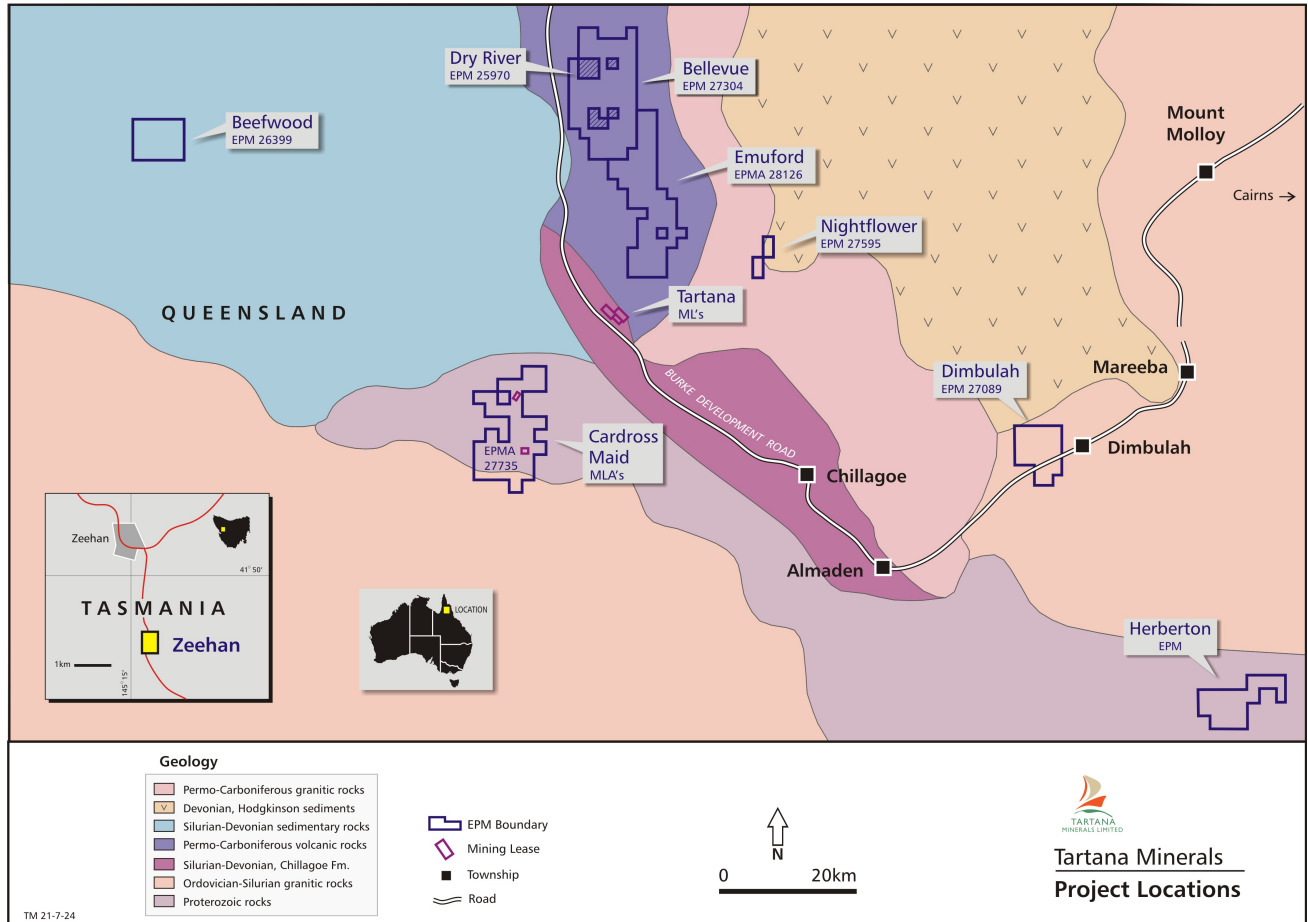 Dry River
EPM 25970
Bellevue
EPM 27304
Beefwood
EPM 26399
Mount
Molloy
Emuford
EPMA 28126
Cairns →
Nightflower
EPM 27595
Tartana
ML's
QUEENSLAND
Mareeba
Dimbulah
EPM 27089
BURKE DEVELOPMENT ROAD
Cardross
Maid
MLA's
EPMA
27735
Dimbulah
Chillagoe
Almaden
Zeehan
41° 50'
TASMANIA
Zeehan
1km
145° 15'
LOCATION
Herberton
EPM
Geology
Permo-Carboniferous granitic rocks
Devonian, Hodgkinson sediments
Silurian-Devonian sedimentary rocks
Permo-Carboniferous volcanic rocks
Silurian-Devonian, Chillagoe Fm.
Ordovician-Silurian granitic rocks
Proterozoic rocks
EPM Boundary
Mining Lease
Township
Road
N
0 20km
TARTANA
MINERALS LIMITED
Tartana Minerals
Project Locations
TM 21-7-24